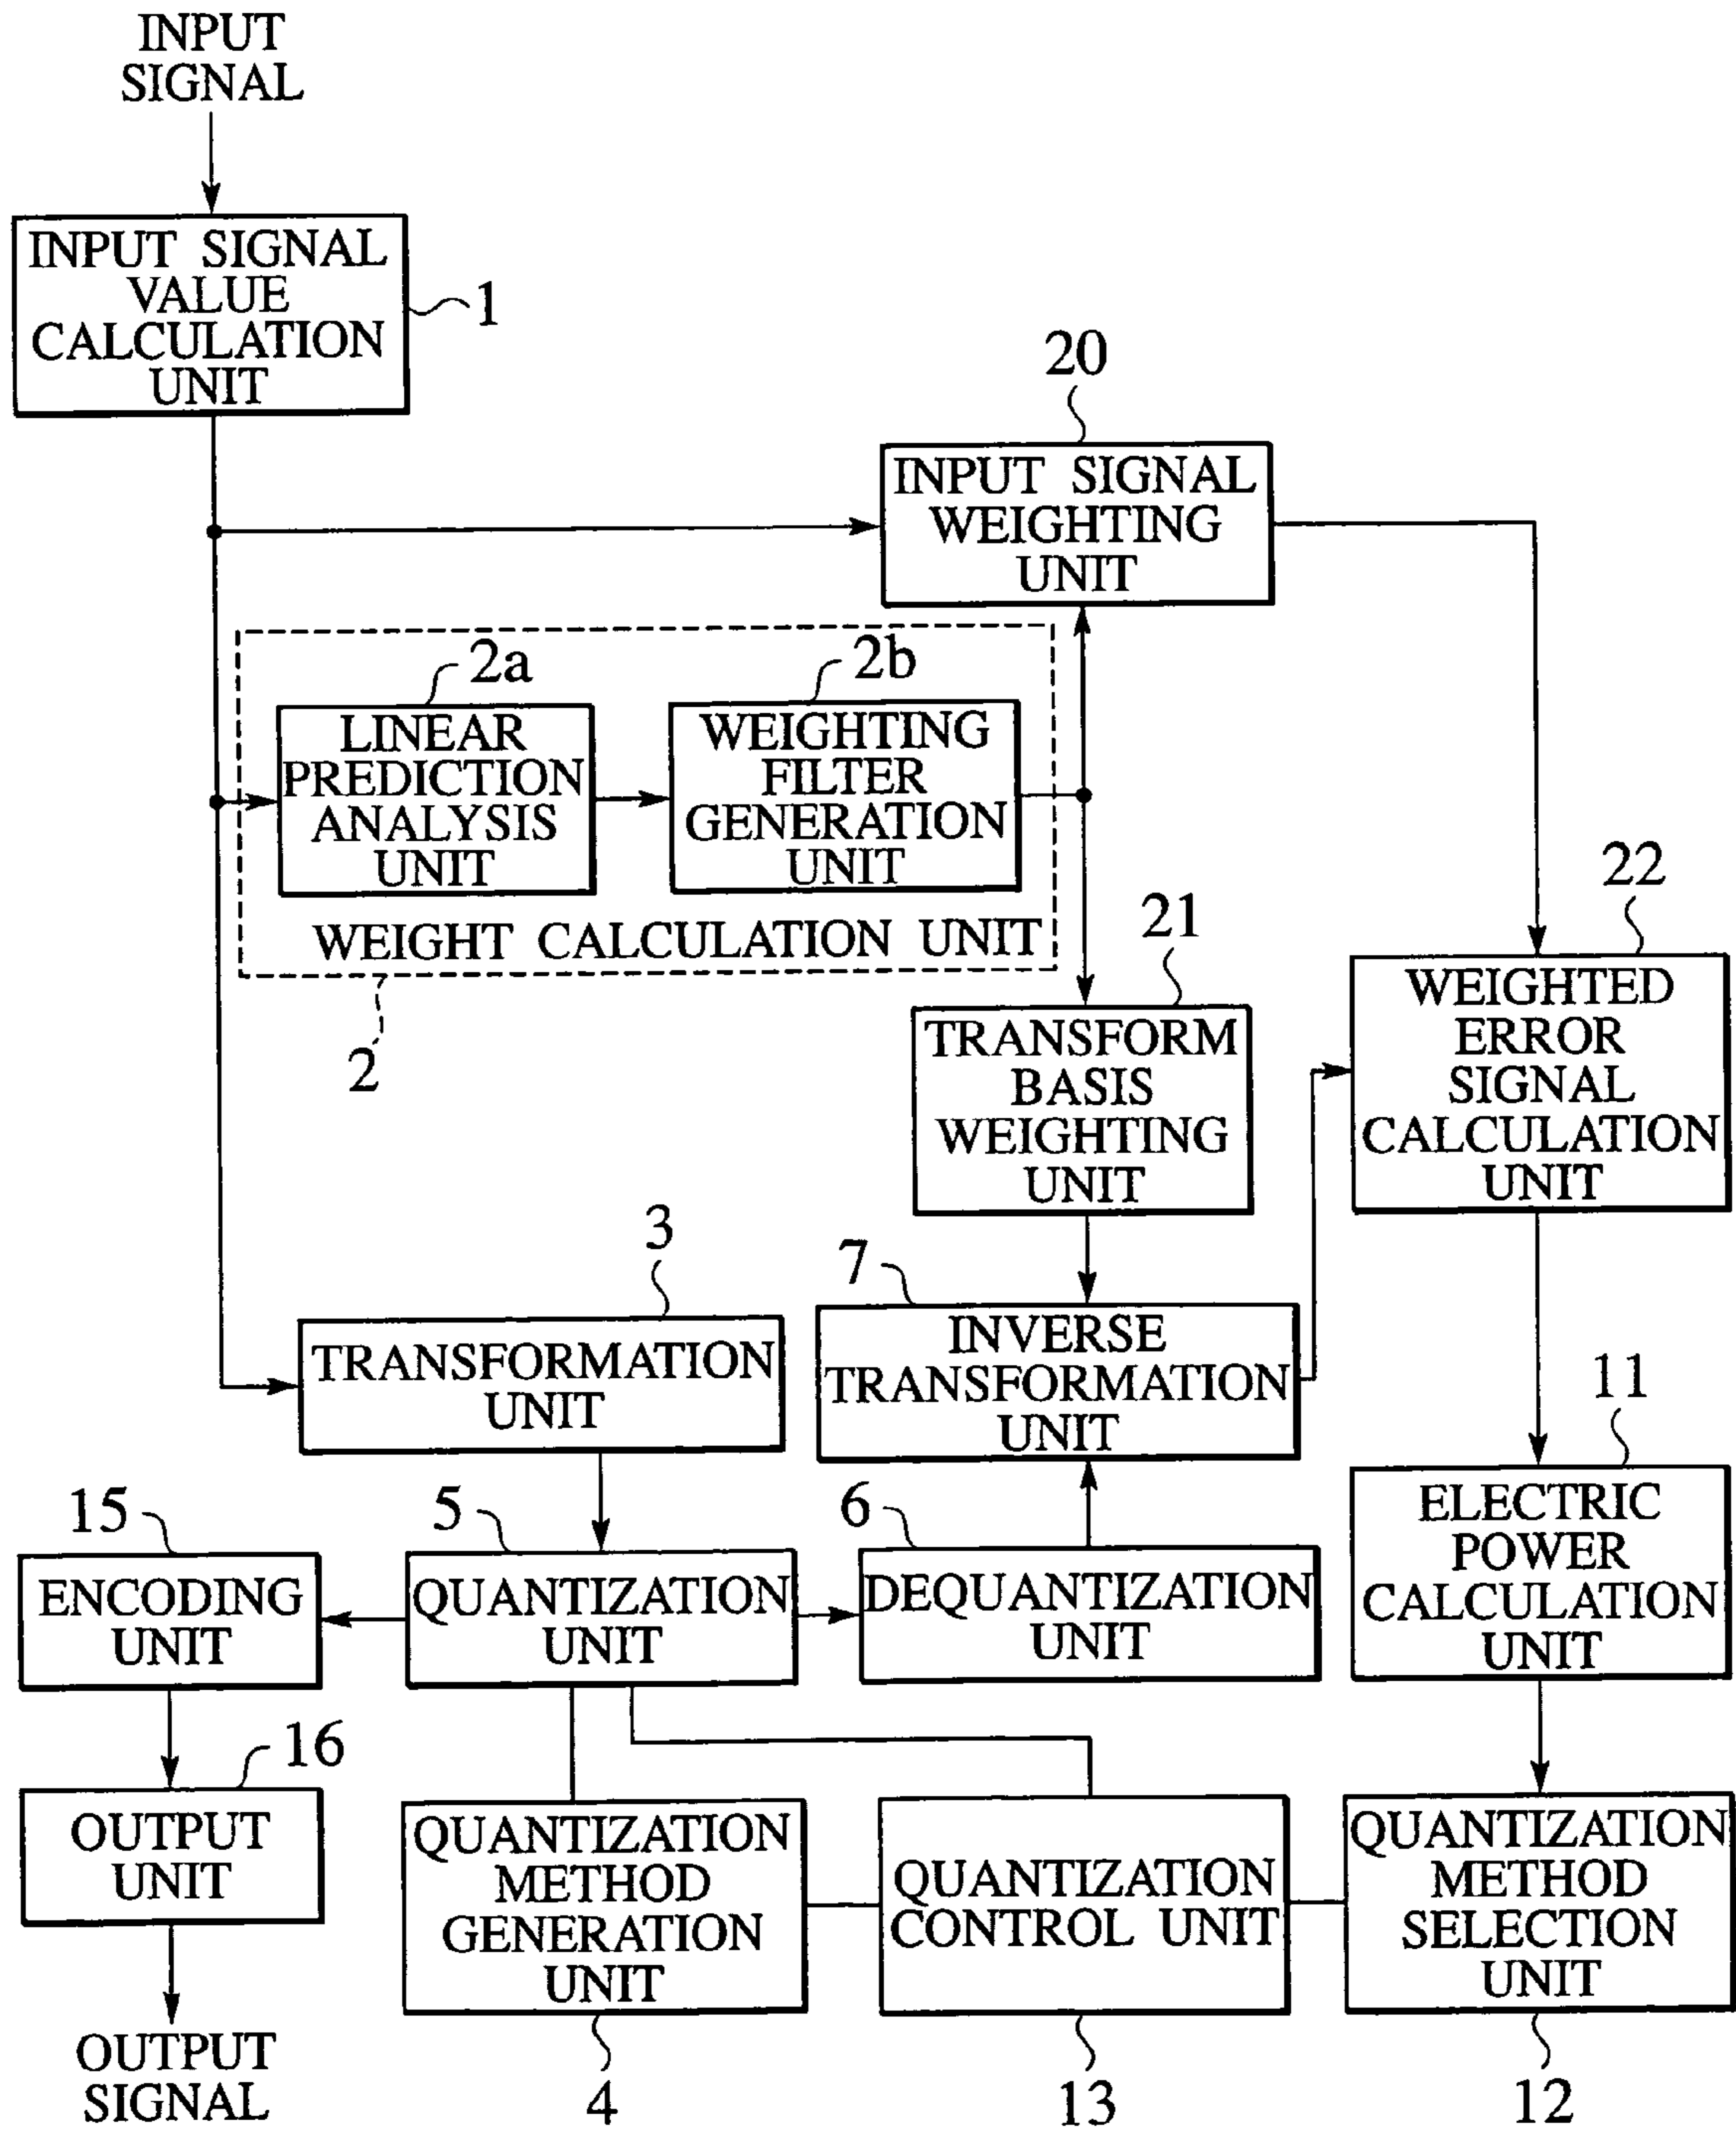 INPUT
SIGNAL
INPUT SIGNAL
VALUE
CALCULATION
UNIT
1
20
INPUT SIGNAL
WEIGHTING
UNIT
2a
LINEAR
PREDICTION
ANALYSIS
UNIT
2b
WEIGHTING
FILTER
GENERATION
UNIT
WEIGHT CALCULATION UNIT
2
21
TRANSFORM
BASIS
WEIGHTING
UNIT
22
WEIGHTED
ERROR
SIGNAL
CALCULATION
UNIT
3
TRANSFORMATION
UNIT
7
INVERSE
TRANSFORMATION
UNIT
11
ELECTRIC
POWER
CALCULATION
UNIT
15
ENCODING
UNIT
5
QUANTIZATION
UNIT
6
DEQUANTIZATION
UNIT
16
OUTPUT
UNIT
QUANTIZATION
METHOD
GENERATION
UNIT
4
QUANTIZATION
CONTROL UNIT
13
QUANTIZATION
METHOD
SELECTION
UNIT
12
OUTPUT
SIGNAL